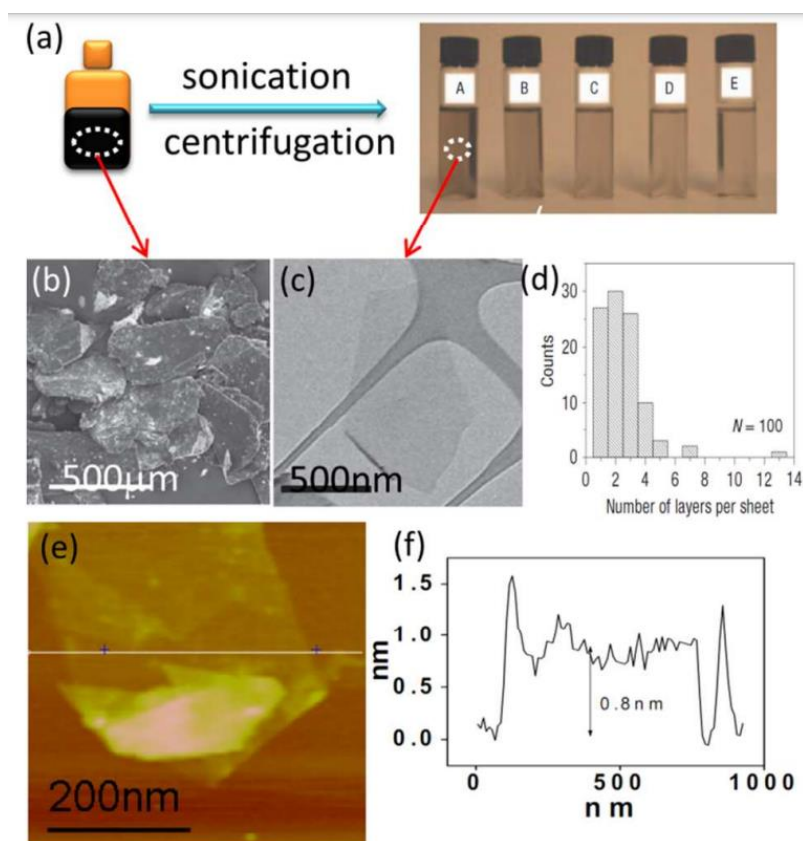 (a)
sonication
centrifugation
A B C D E
(b)
500μm
(c)
500nm
(d)
30
20
10
0
Counts
N = 100
0 2 4 6 8 10 12 14
Number of layers per sheet
(e)
200nm
(f)
1.5
1.0
0.5
0.0
nm
0.8nm
0 500 1000
nm